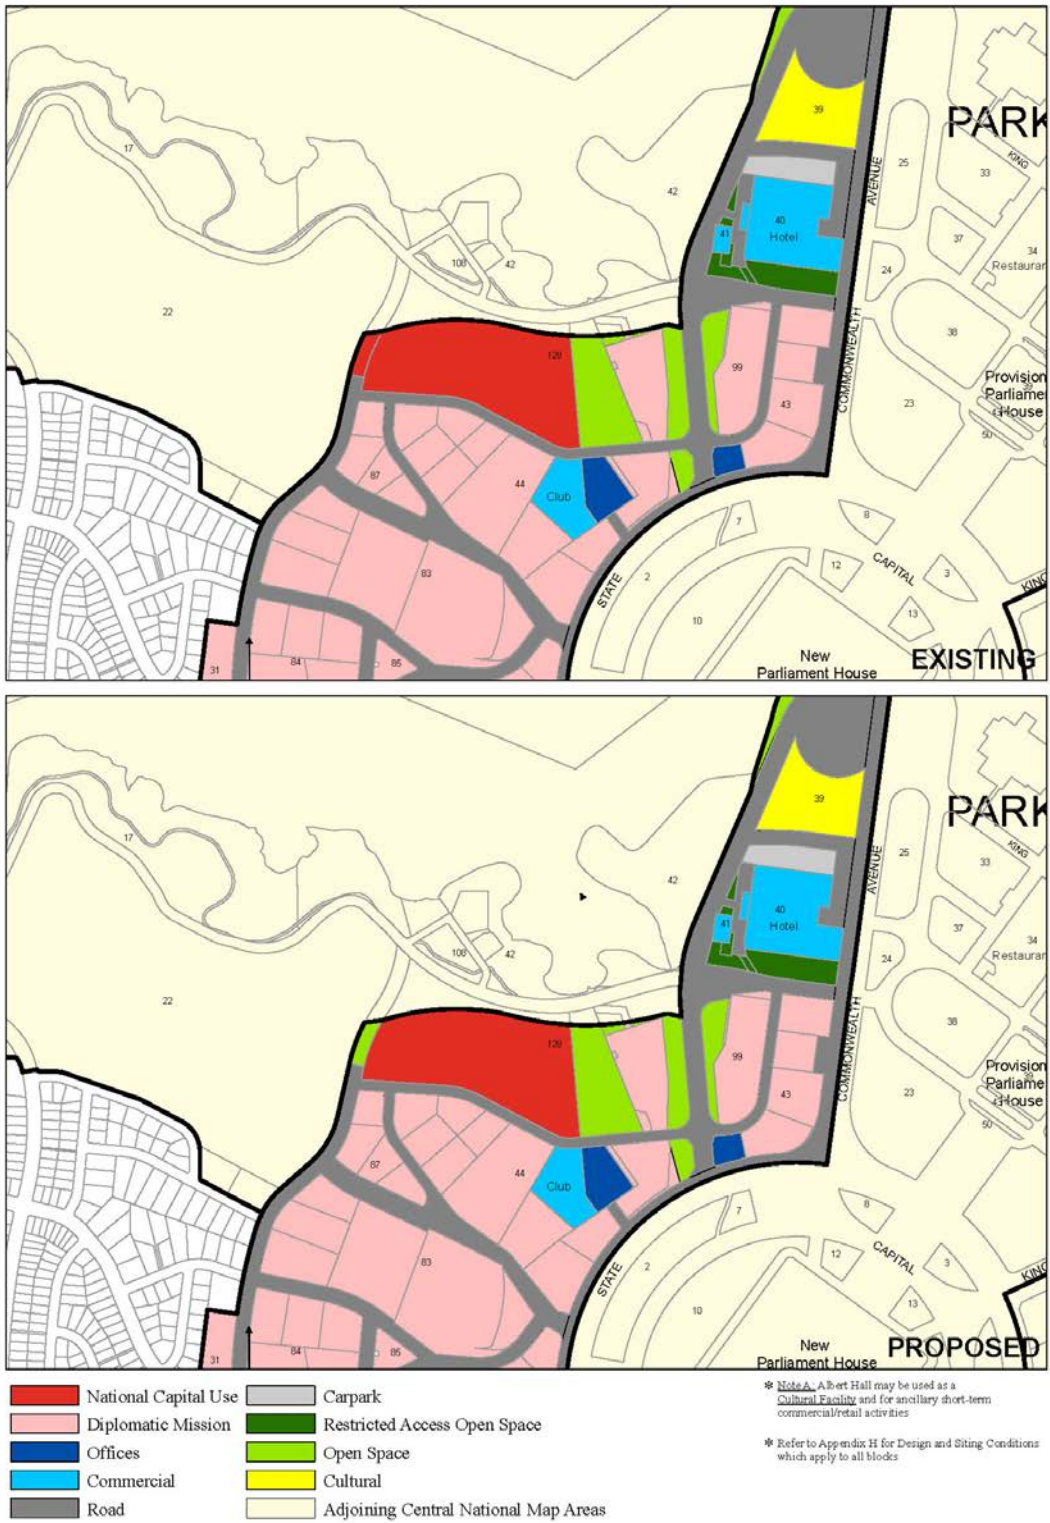 39
PARK
17
25
AVENUE
KING
33
42
40
Hotel
41
37
34
Restauran
108
42
24
22
COMMONWEALTH
38
128
99
Provision
Parliame
House
43
23
50
87
44
Club
7
8
83
STATE
2
12
CAPITAL
3
KING
13
10
31
84
85
New
Parliament House
EXISTING
39
PARK
17
25
AVENUE
KING
33
42
40
Hotel
41
37
34
Restauran
108
42
24
22
COMMONWEALTH
38
128
99
Provision
Parliame
House
43
23
50
87
44
Club
7
8
83
STATE
2
12
CAPITAL
3
KING
13
10
31
84
85
New
Parliament House
PROPOSED
National Capital Use
Diplomatic Mission
Offices
Commercial
Road
Carpark
Restricted Access Open Space
Open Space
Cultural
Adjoining Central National Map Areas
* Note A: Albert Hall may be used as a
Cultural Facility and for ancillary short-term
commercial/retail activities
* Refer to Appendix H for Design and Siting Conditions
which apply to all blocks